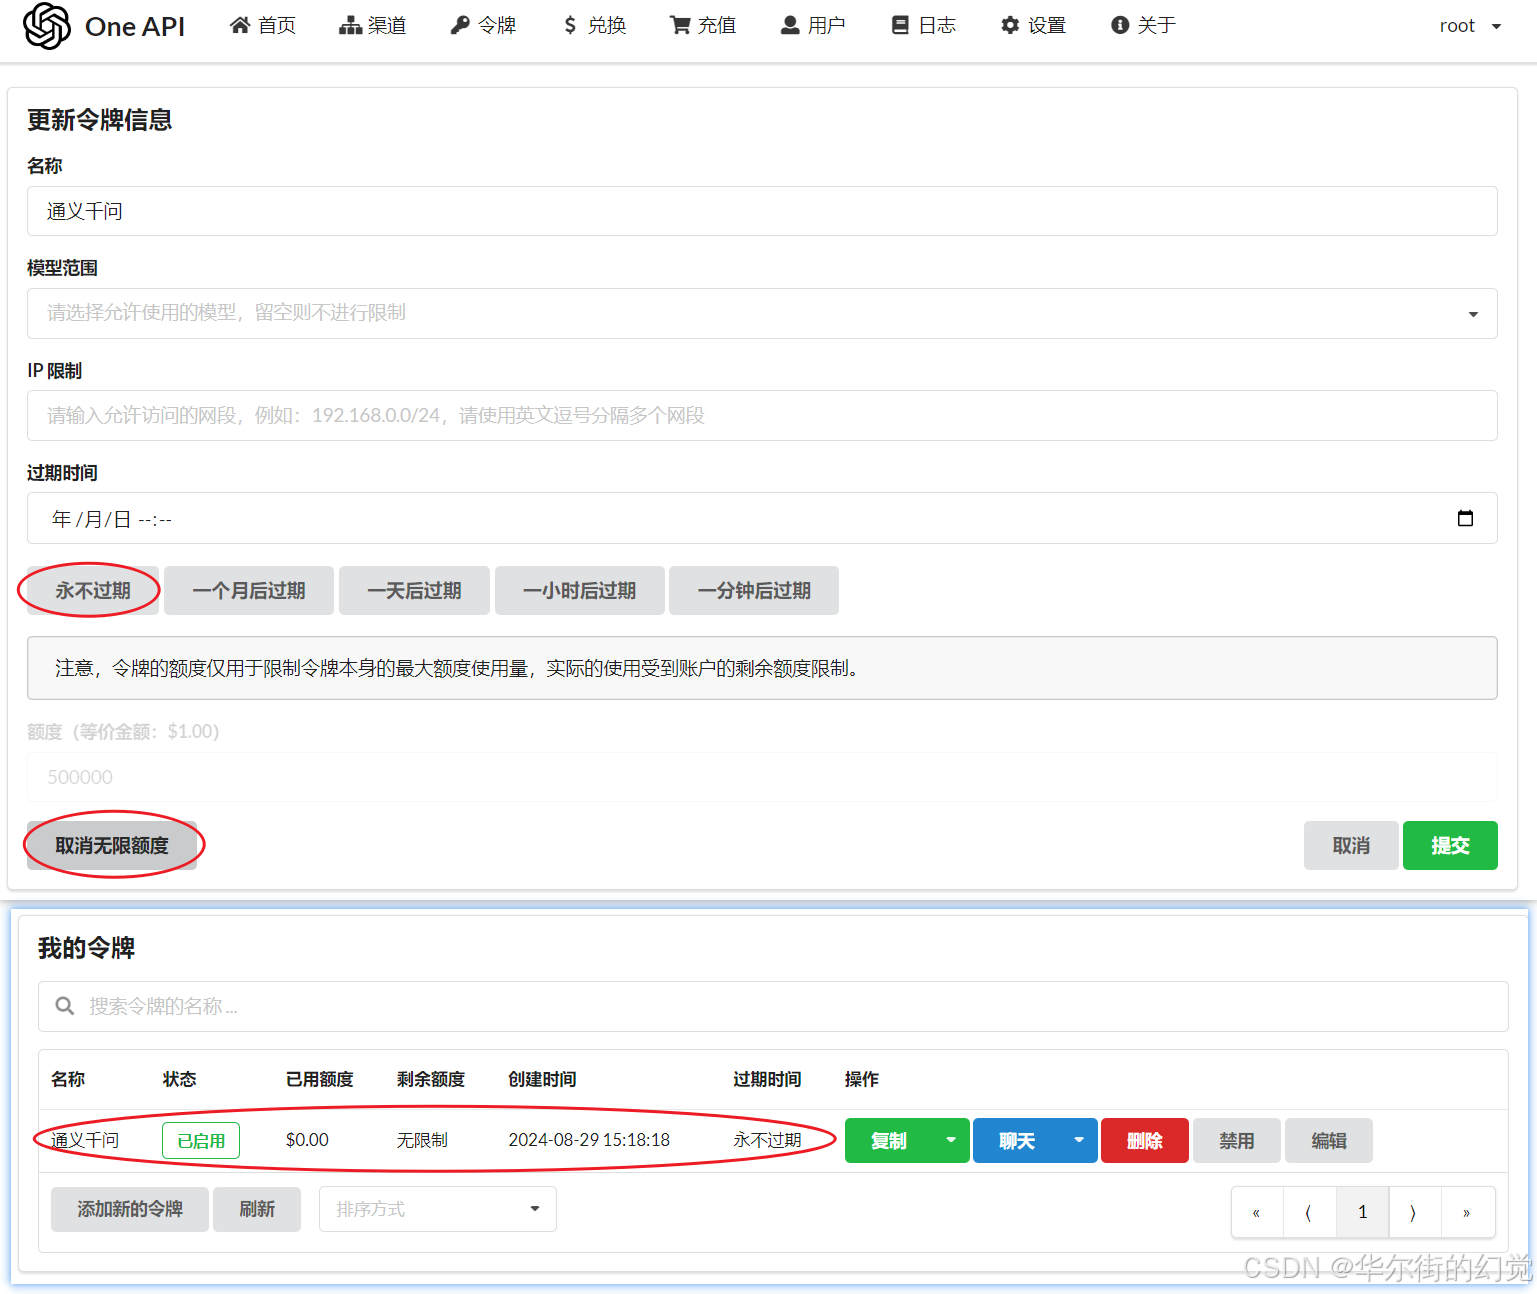 One API 首页 渠道 令牌 兑换 充值 用户 日志 设置 关于 root
更新令牌信息
名称
通义千问
模型范围
请选择允许使用的模型，留空则不进行限制
IP 限制
请输入允许访问的网段，例如：192.168.0.0/24，请使用英文逗号分隔多个网段
过期时间
年 /月/日 --:--
永不过期 一个月后过期 一天后过期 一小时后过期 一分钟后过期
注意，令牌的额度仅用于限制令牌本身的最大额度使用量，实际的使用受到账户的剩余额度限制。
额度（等价金额：$1.00）
500000
取消无限额度 取消 提交
我的令牌
搜索令牌的名称 ...
名称 状态 已用额度 剩余额度 创建时间 过期时间 操作
通义千问 已启用 $0.00 无限制 2024-08-29 15:18:18 永不过期 复制 聊天 删除 禁用 编辑
添加新的令牌 刷新 排序方式 « ⟨ 1 ⟩ »
CSDN @华尔街的幻觉